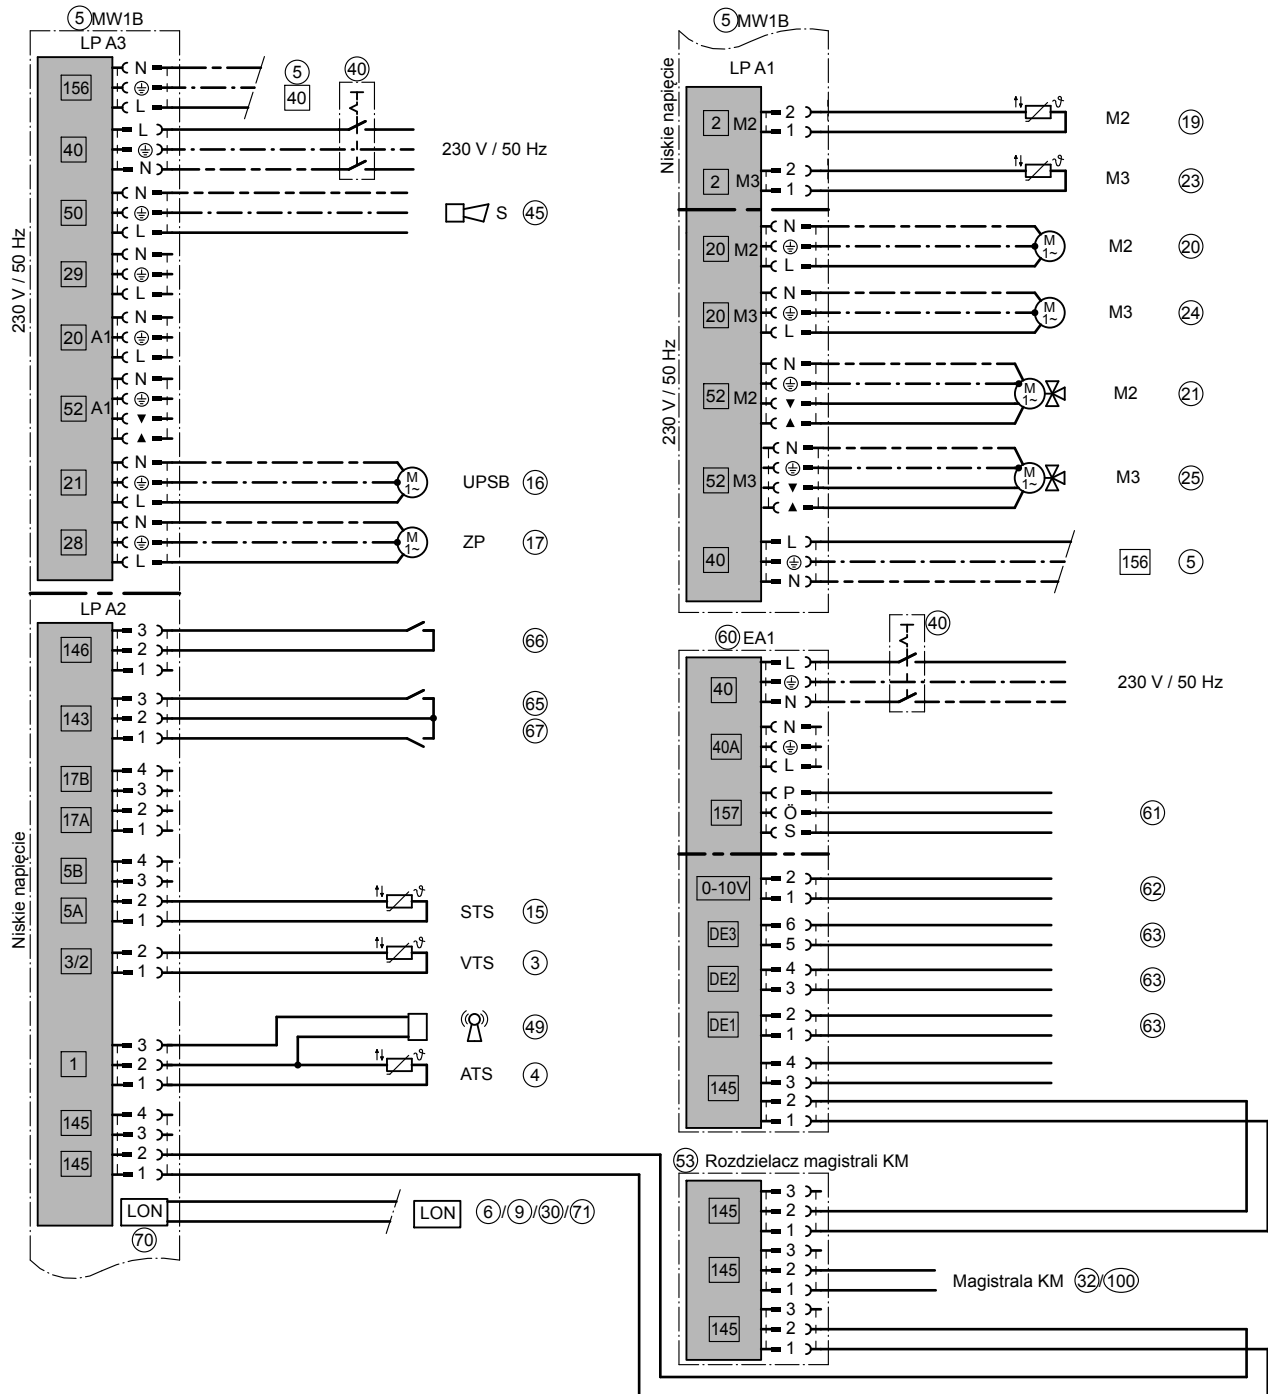 5 MW1B
LP A3
230 V / 50 Hz
156 N
L
5
40
40
40 L
N
230 V / 50 Hz
50 N
L
S 45
29 N
L
20 A1 N
L
52 A1 N
▼
▲
21 N
L
M 1~ UPSB 16
28 N
L
M 1~ ZP 17
LP A2
Niskie napięcie
146 3
2
1
66
143 3
2
1
65
67
17B 4
3
17A 2
1
5B 4
3
5A 2
1
ϑ STS 15
3/2 2
1
ϑ VTS 3
49
1 3
2
1
ϑ ATS 4
145 4
3
145 2
1
LON
70
LON 6/9/30/71
5 MW1B
Niskie napięcie
LP A1
2 M2 2
1
ϑ M2 19
2 M3 2
1
ϑ M3 23
230 V / 50 Hz
20 M2 N
L
M 1~ M2 20
20 M3 N
L
M 1~ M3 24
52 M2 N
▼
▲
M 1~ M2 21
52 M3 N
▼
▲
M 1~ M3 25
40 L
N
156 5
60 EA1
40
40 L
N
230 V / 50 Hz
40A N
L
157 P
Ö
S
61
0-10V 2
1
62
DE3 6
5
63
DE2 4
3
63
DE1 2
1
63
145 4
3
2
1
53 Rozdzielacz magistrali KM
145 3
2
1
145 3
2
1
Magistrala KM 32/100
145 3
2
1